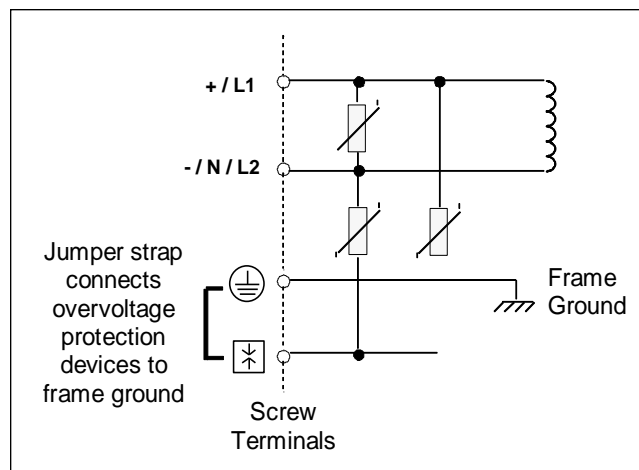 + / L1
- / N / L2
Jumper strap
connects
overvoltage
protection
devices to
frame ground
Frame
Ground
Screw
Terminals